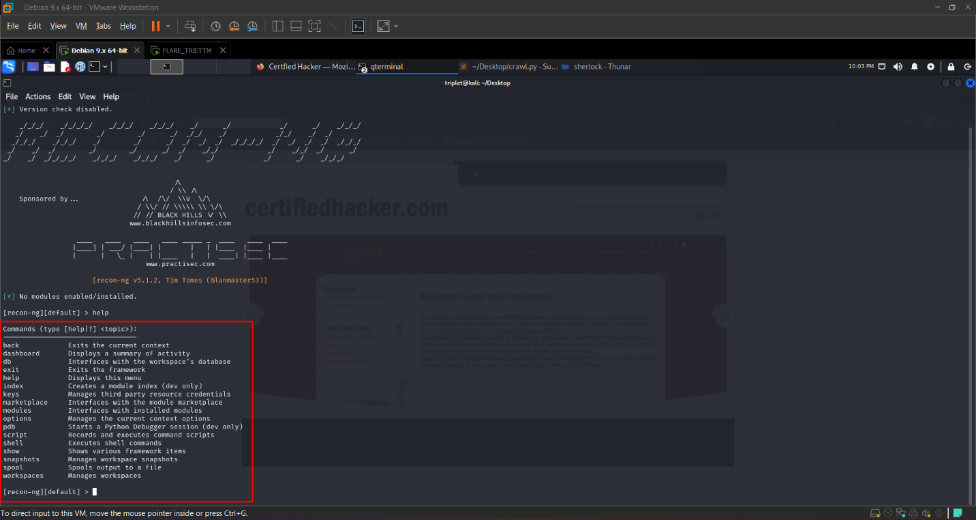 Debian 9.x 64-bit - VMware Workstation
File Edit View VM Tabs Help
Home Debian 9.x 64-bit FLARE_TRIETTM
Certfied Hacker — Mozi... qterminal ~/Desktop/crawl.py - Su... sherlock - Thunar 10:03 PM
triplet@kali: ~/Desktop
File Actions Edit View Help
[*] Version check disabled.
Sponsored by...
// // BLACK HILLS \/ \\
www.blackhillsinfosec.com
PRACTISEC
www.practisec.com
[recon-ng v5.1.2, Tim Tomes (@lanmaster53)]
[*] No modules enabled/installed.
[recon-ng][default] > help
Commands (type [help|?] <topic>):
back Exits the current context
dashboard Displays a summary of activity
db Interfaces with the workspace's database
exit Exits the framework
help Displays this menu
index Creates a module index (dev only)
keys Manages third party resource credentials
marketplace Interfaces with the module marketplace
modules Interfaces with installed modules
options Manages the current context options
pdb Starts a Python Debugger session (dev only)
script Records and executes command scripts
shell Executes shell commands
show Shows various framework items
snapshots Manages workspace snapshots
spool Spools output to a file
workspaces Manages workspaces
[recon-ng][default] >
certifiedhacker.com
Welcome to our new restaurant!
To direct input to this VM, move the mouse pointer inside or press Ctrl+G.